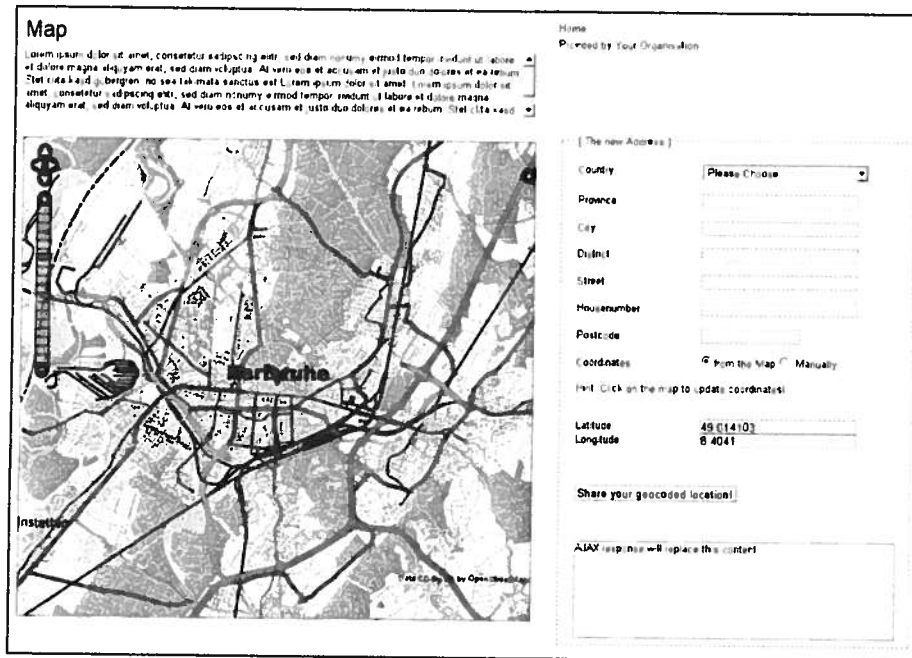 Map
Lorem ipsum dolor sit amet, consetetur sadipscing elitr, sed diam nonumy eirmod tempor invidunt ut labore
et dolore magna aliquyam erat, sed diam voluptua. At vero eos et accusam et justo duo dolores et ea rebum.
Stet clita kasd gubergren, no sea takimata sanctus est Lorem ipsum dolor sit amet. Lorem ipsum dolor sit
amet, consetetur sadipscing elitr, sed diam nonumy eirmod tempor invidunt ut labore et dolore magna
aliquyam erat, sed diam voluptua. At vero eos et accusam et justo duo dolores et ea rebum. Stet clita kasd
Home
Provided by Your Organisation
[ The new Address ]
Country
Please Choose
Province
City
District
Street
Housenumber
Postcode
Coordinates from the Map Manually
Hint: Click on the map to update coordinates!
Latitude 49.014103
Longitude 8.4041
Share your geocoded location!
AJAX response will replace this content
Karlsruhe
by OpenStreetMap